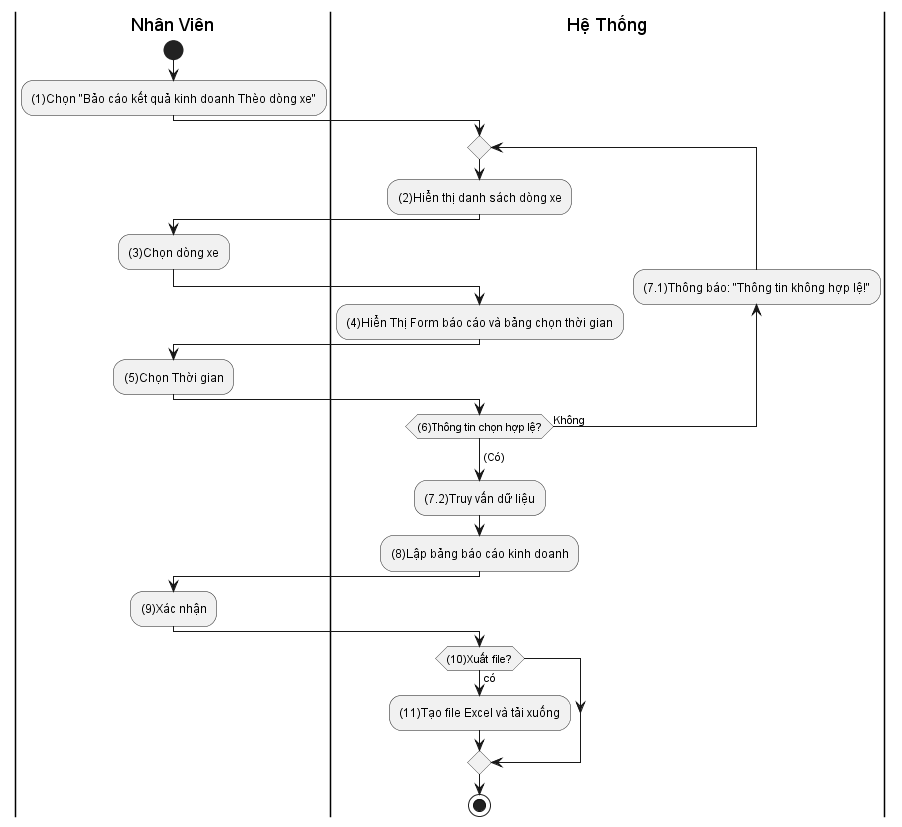 Nhân Viên
Hệ Thống
(1)Chọn "Bảo cáo kết quả kinh doanh Thèo dòng xe"
(2)Hiển thị danh sách dòng xe
(3)Chọn dòng xe
(7.1)Thông báo: "Thông tin không hợp lệ!"
(4)Hiển Thị Form báo cáo và bảng chọn thời gian
(5)Chọn Thời gian
(6)Thông tin chọn hợp lệ?
Không
(Có)
(7.2)Truy vấn dữ liệu
(8)Lập bảng báo cáo kinh doanh
(9)Xác nhận
(10)Xuất file?
có
(11)Tạo file Excel và tải xuống